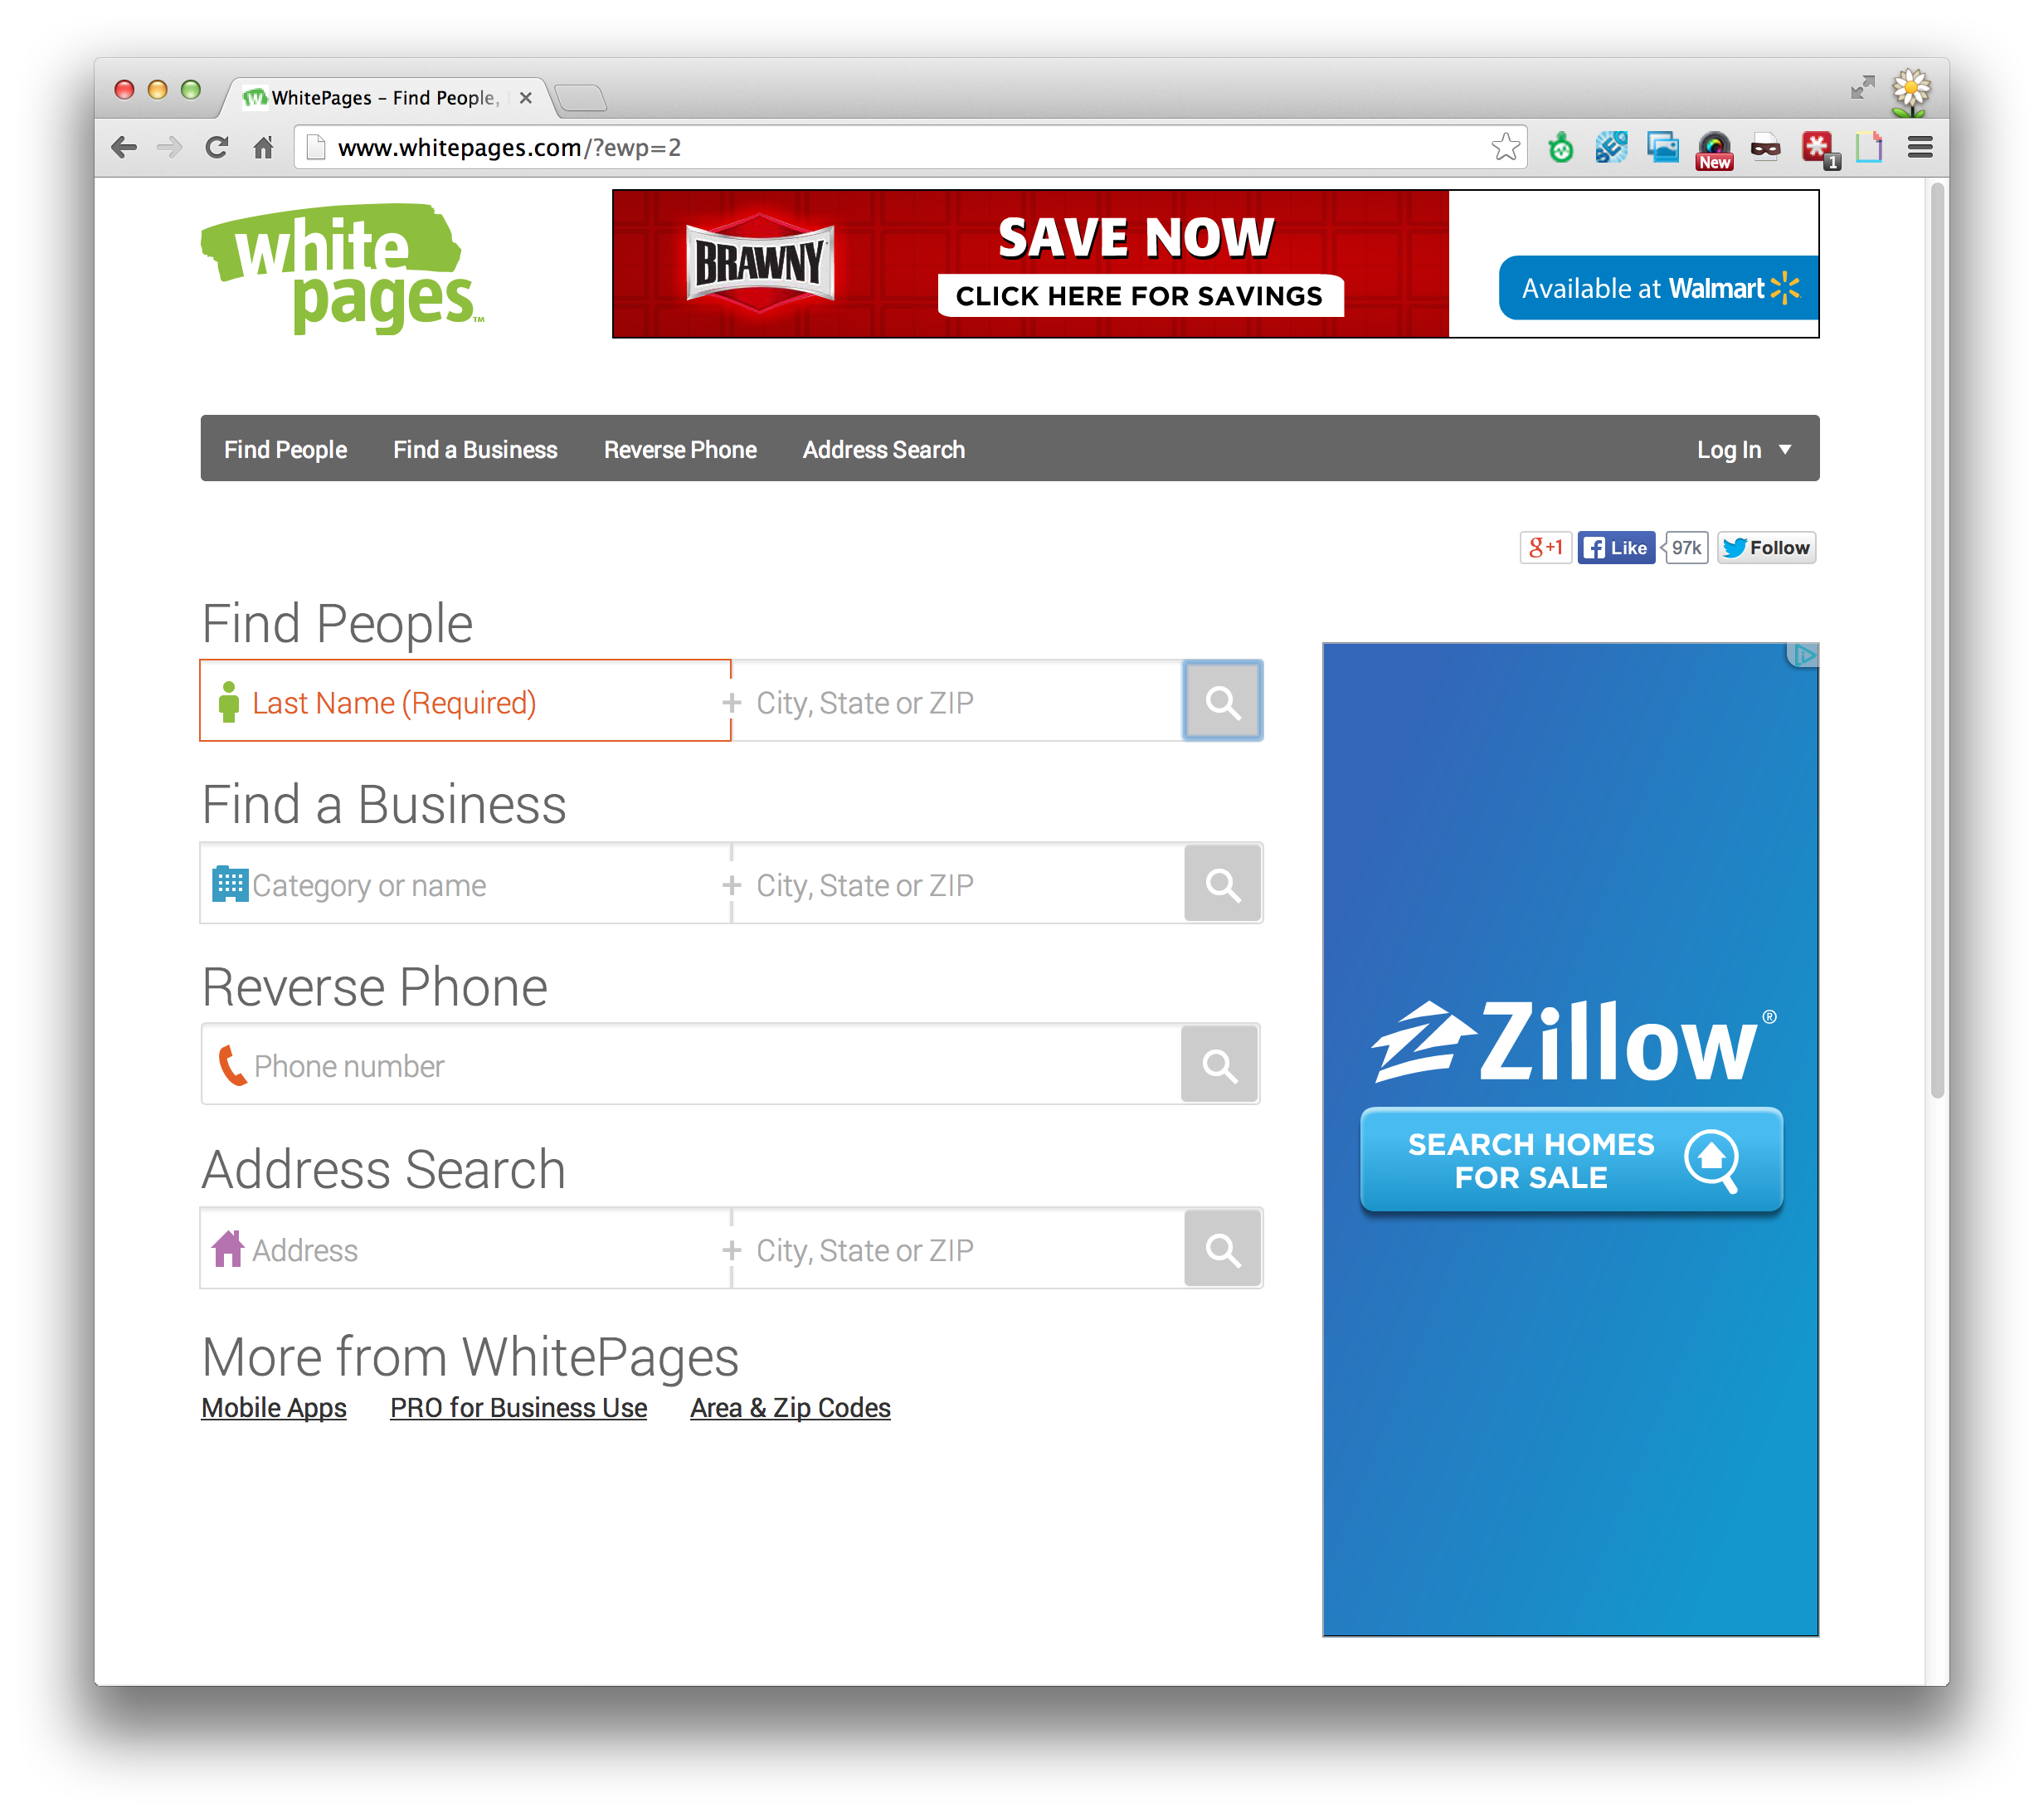 WhitePages – Find People,
www.whitepages.com/?ewp=2
New
1
white
pages™
BRAWNY
SAVE NOW
CLICK HERE FOR SAVINGS
Available at Walmart
Find People
Find a Business
Reverse Phone
Address Search
Log In
g+1
Like
97k
Follow
Find People
Last Name (Required)
+ City, State or ZIP
Find a Business
Category or name
+ City, State or ZIP
Reverse Phone
Phone number
Address Search
Address
+ City, State or ZIP
More from WhitePages
Mobile Apps
PRO for Business Use
Area & Zip Codes
Zillow®
SEARCH HOMES
FOR SALE